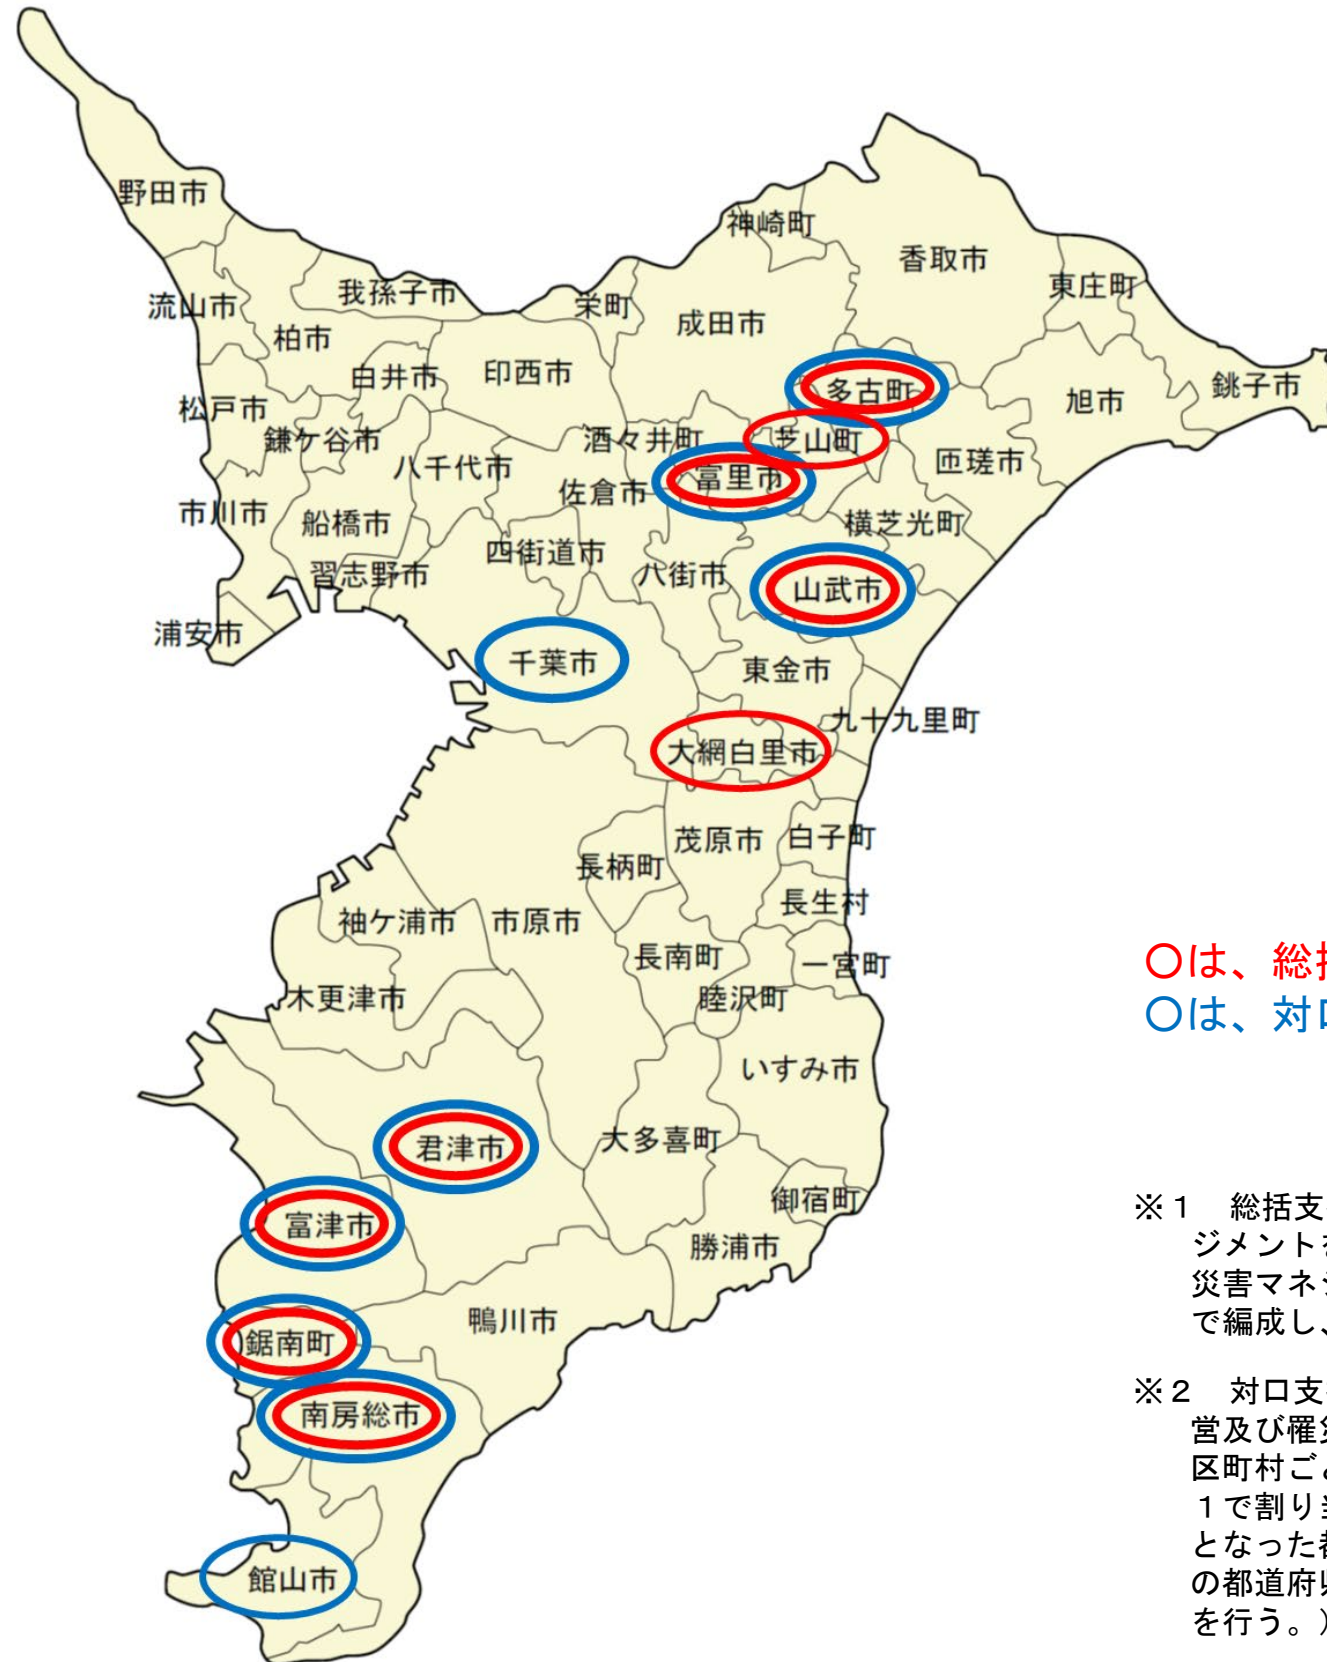 野田市
神崎町
香取市
東庄町
我孫子市
流山市
栄町
成田市
柏市
印西市
白井市
多古町
銚子市
旭市
松戸市
鎌ケ谷市
酒々井町
芝山町
八千代市
匝瑳市
富里市
佐倉市
市川市
船橋市
横芝光町
四街道市
習志野市
八街市
山武市
浦安市
千葉市
東金市
九十九里町
大網白里市
茂原市
白子町
長柄町
長生村
袖ケ浦市
市原市
長南町
一宮町
木更津市
睦沢町
いすみ市
大多喜町
君津市
御宿町
富津市
勝浦市
鴨川市
鋸南町
南房総市
館山市
〇は、総
〇は、対
※1 総括支
ジメント
災害マネ
で編成し、
※2 対口支
営及び罹
区町村ご
1で割り
となった
の都道府
を行う。)